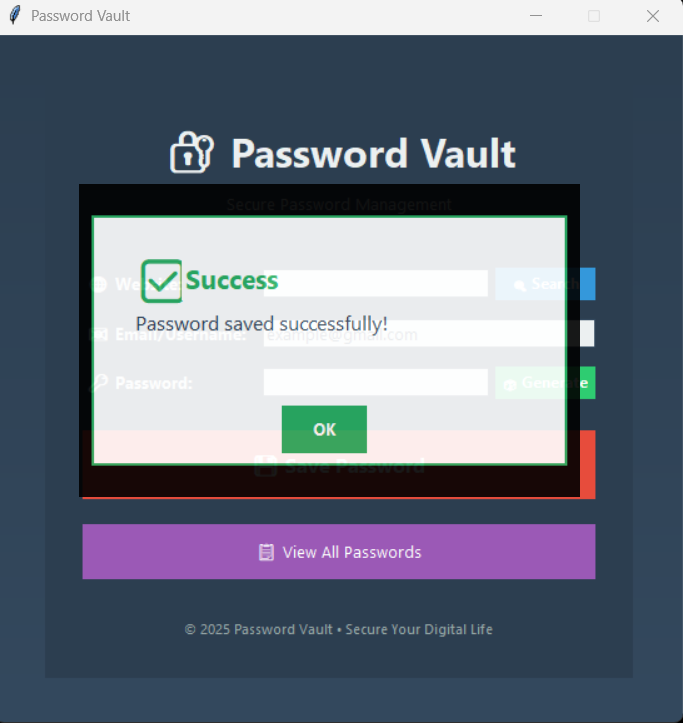 Password Vault
Password Vault
Secure Password Management
Success
Website: Search
Password saved successfully!
Email/Username: example@gmail.com
Password: Generate
OK
Save Password
View All Passwords
© 2025 Password Vault • Secure Your Digital Life